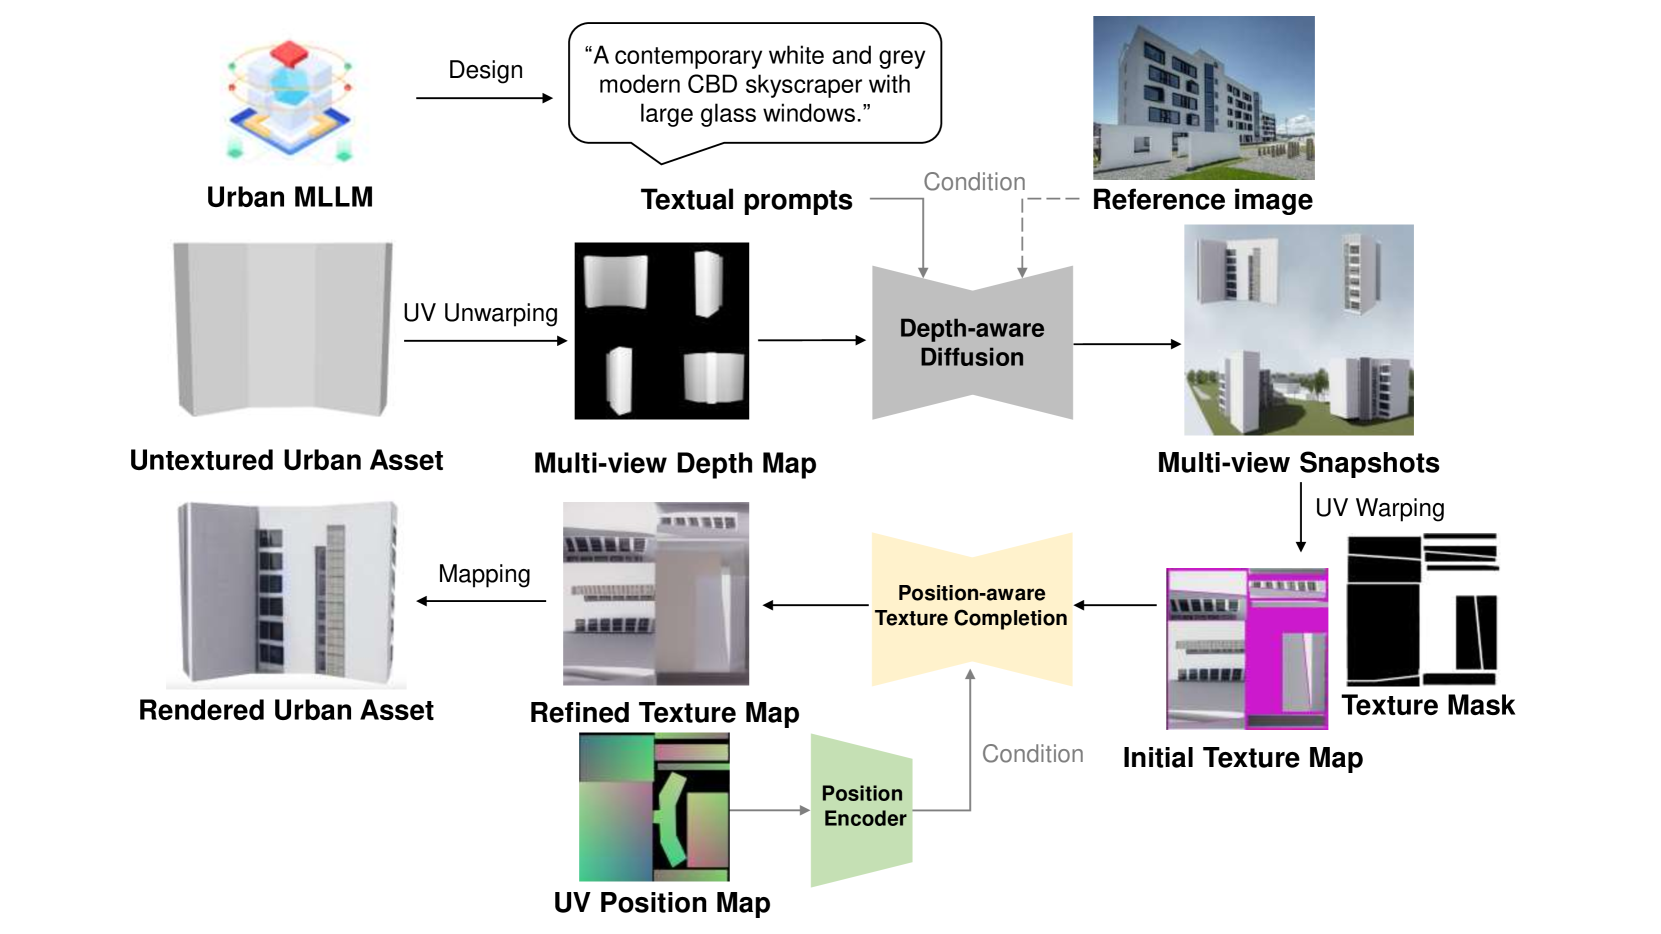 Design
“A contemporary white and grey
modern CBD skyscraper with
large glass windows.”
Urban MLLM
Textual prompts
Condition
Reference image
UV Unwarping
Depth-aware
Diffusion
Untextured Urban Asset
Multi-view Depth Map
Multi-view Snapshots
UV Warping
Mapping
Position-aware
Texture Completion
Rendered Urban Asset
Refined Texture Map
Texture Mask
Initial Texture Map
Condition
Position
Encoder
UV Position Map